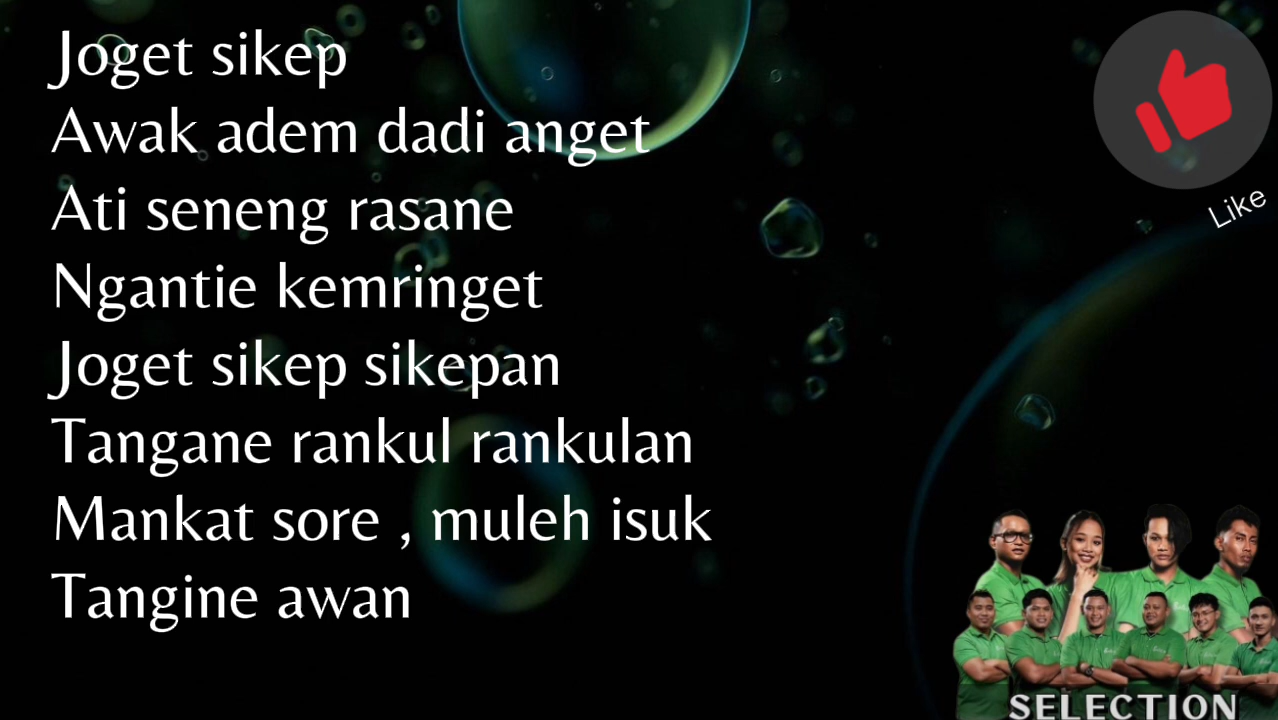 Joget sikep
Awak adem dadi anget
Ati seneng rasane
Ngantie kemringet
Joget sikep sikepan
Tangane rankul rankulan
Mankat sore , muleh isuk
Tangine awan
Like
SELECTION